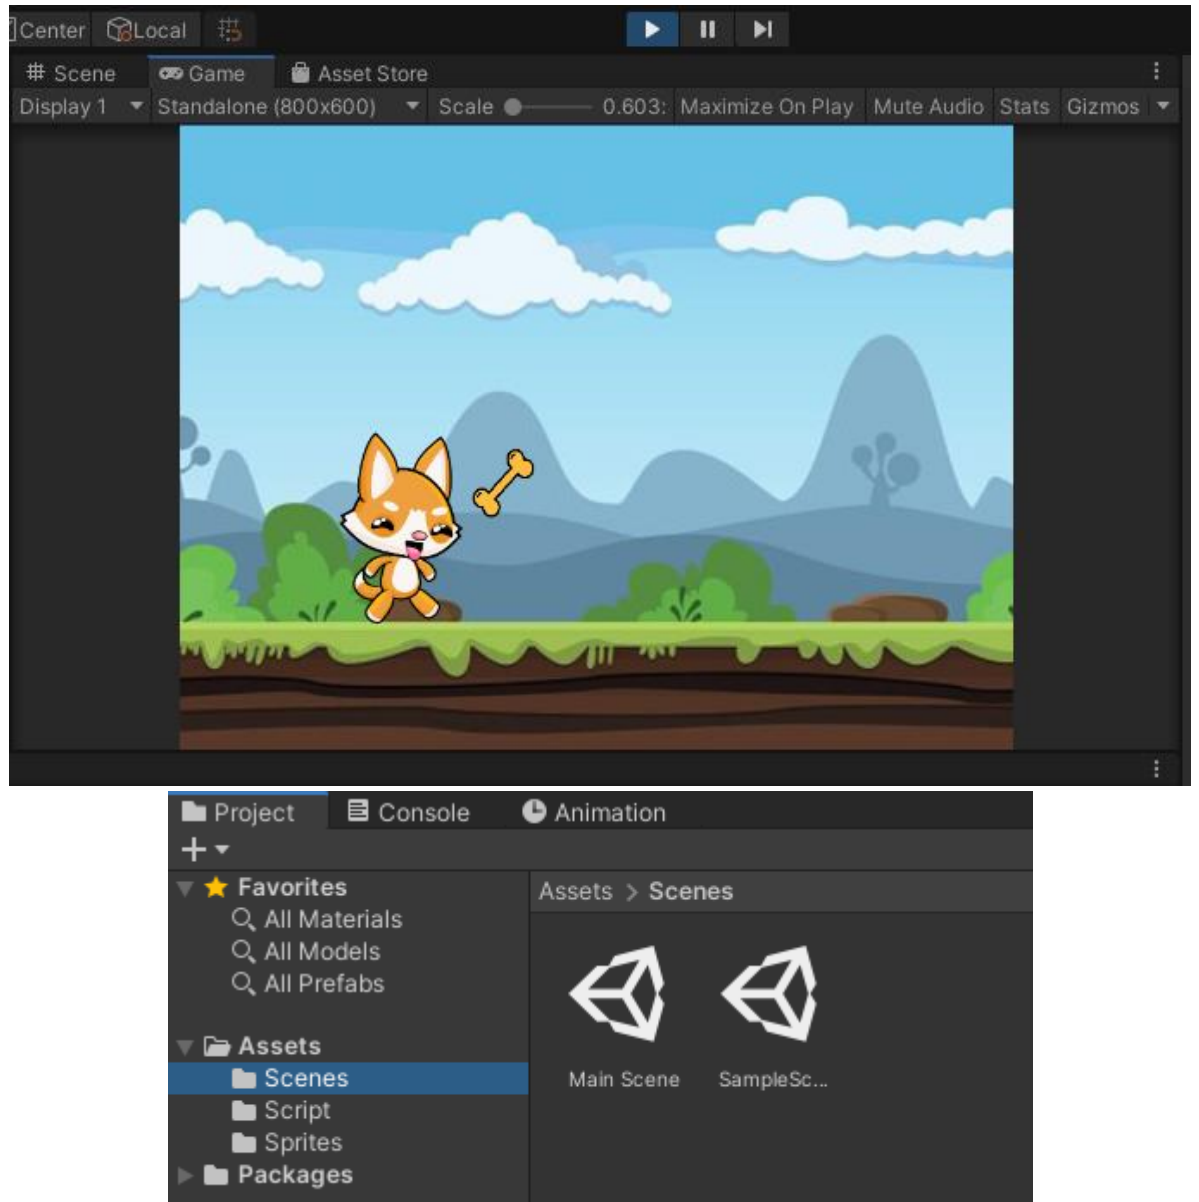 Center Local
Scene Game Asset Store
Display 1 Standalone (800x600) Scale 0.603: Maximize On Play Mute Audio Stats Gizmos
Project Console Animation
Favorites
Assets > Scenes
All Materials
All Models
All Prefabs
Assets
Scenes
Main Scene SampleSc...
Script
Sprites
Packages